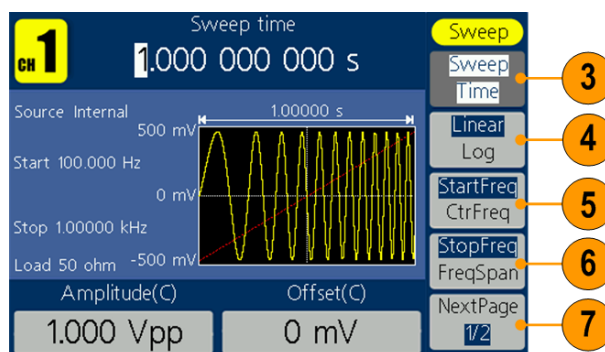 CH 1
Sweep time
1.000 000 000 s
Source Internal
1.00000 s
500 mV
Start 100.000 Hz
0 mV
Stop 1.00000 kHz
Load 50 ohm
-500 mV
Amplitude(C)
Offset(C)
1.000 Vpp
0 mV
Sweep
Sweep
Time
3
Linear
Log
4
StartFreq
CtrFreq
5
StopFreq
FreqSpan
6
NextPage
1/2
7